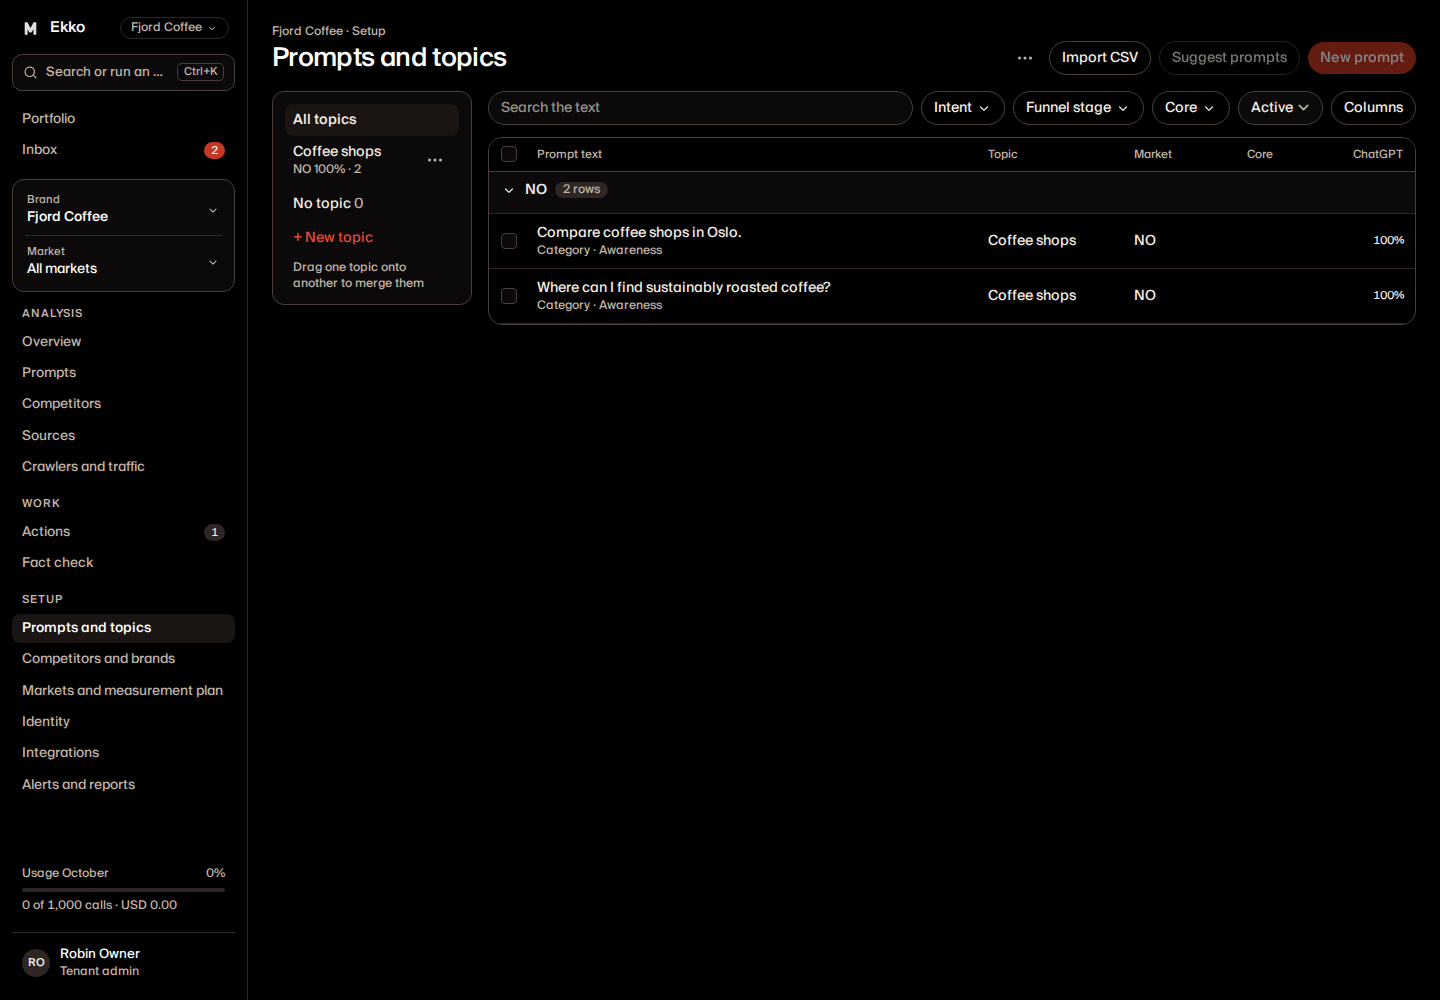 Ekko
Fjord Coffee
Search or run an ...
Ctrl+K
Portfolio
Inbox
2
Brand
Fjord Coffee
Market
All markets
ANALYSIS
Overview
Prompts
Competitors
Sources
Crawlers and traffic
WORK
Actions
1
Fact check
SETUP
Prompts and topics
Competitors and brands
Markets and measurement plan
Identity
Integrations
Alerts and reports
Usage October
0%
0 of 1,000 calls · USD 0.00
RO
Robin Owner
Tenant admin
Fjord Coffee · Setup
Prompts and topics
Import CSV
Suggest prompts
New prompt
All topics
Coffee shops
NO 100% · 2
No topic 0
+ New topic
Drag one topic onto
another to merge them
Search the text
Intent
Funnel stage
Core
Active
Columns
Prompt text
Topic
Market
Core
ChatGPT
NO
2 rows
Compare coffee shops in Oslo.
Category · Awareness
Coffee shops
NO
100%
Where can I find sustainably roasted coffee?
Category · Awareness
Coffee shops
NO
100%